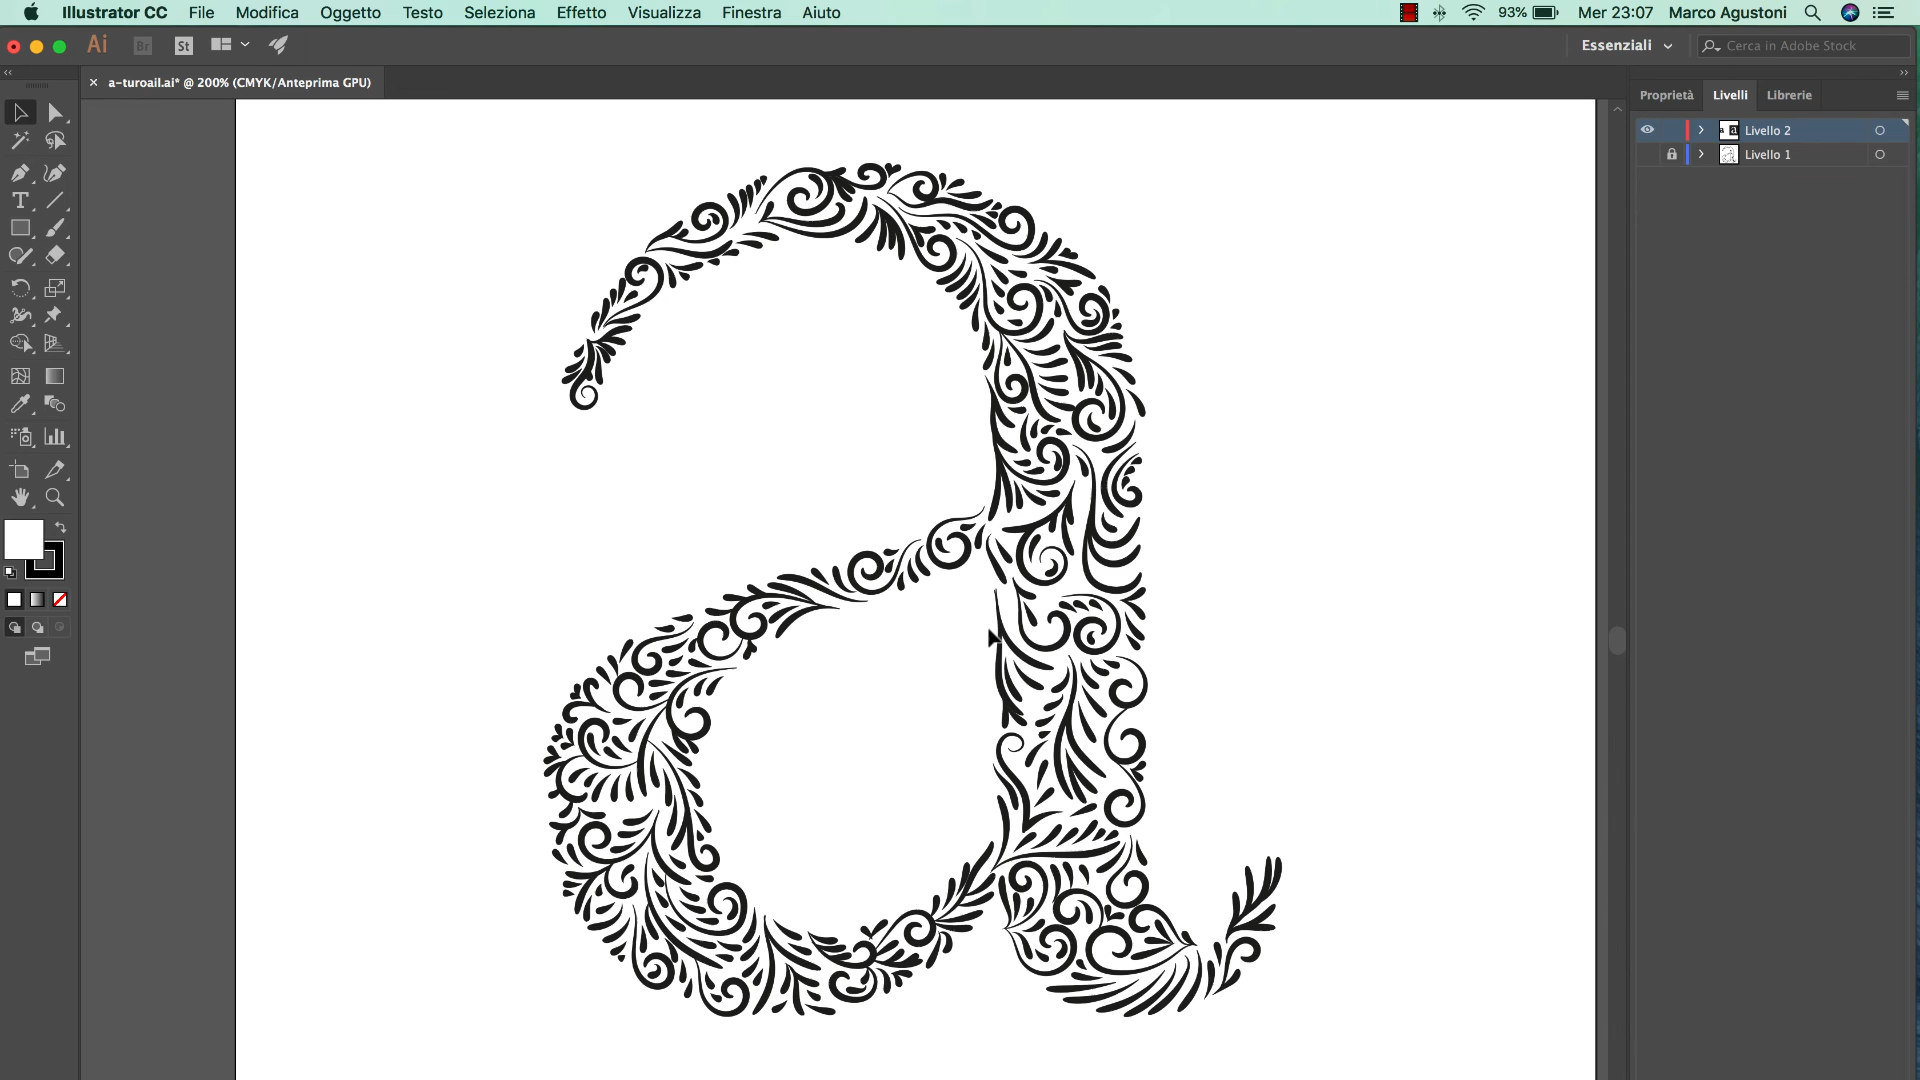 Illustrator CC File Modifica Oggetto Testo Seleziona Effetto Visualizza Finestra Aiuto 93% Mer 23:07 Marco Agustoni
Ai Br St Essenziali Cerca in Adobe Stock
a-turoail.ai* @ 200% (CMYK/Anteprima GPU)
Proprietà Livelli Librerie
Livello 2
Livello 1
a